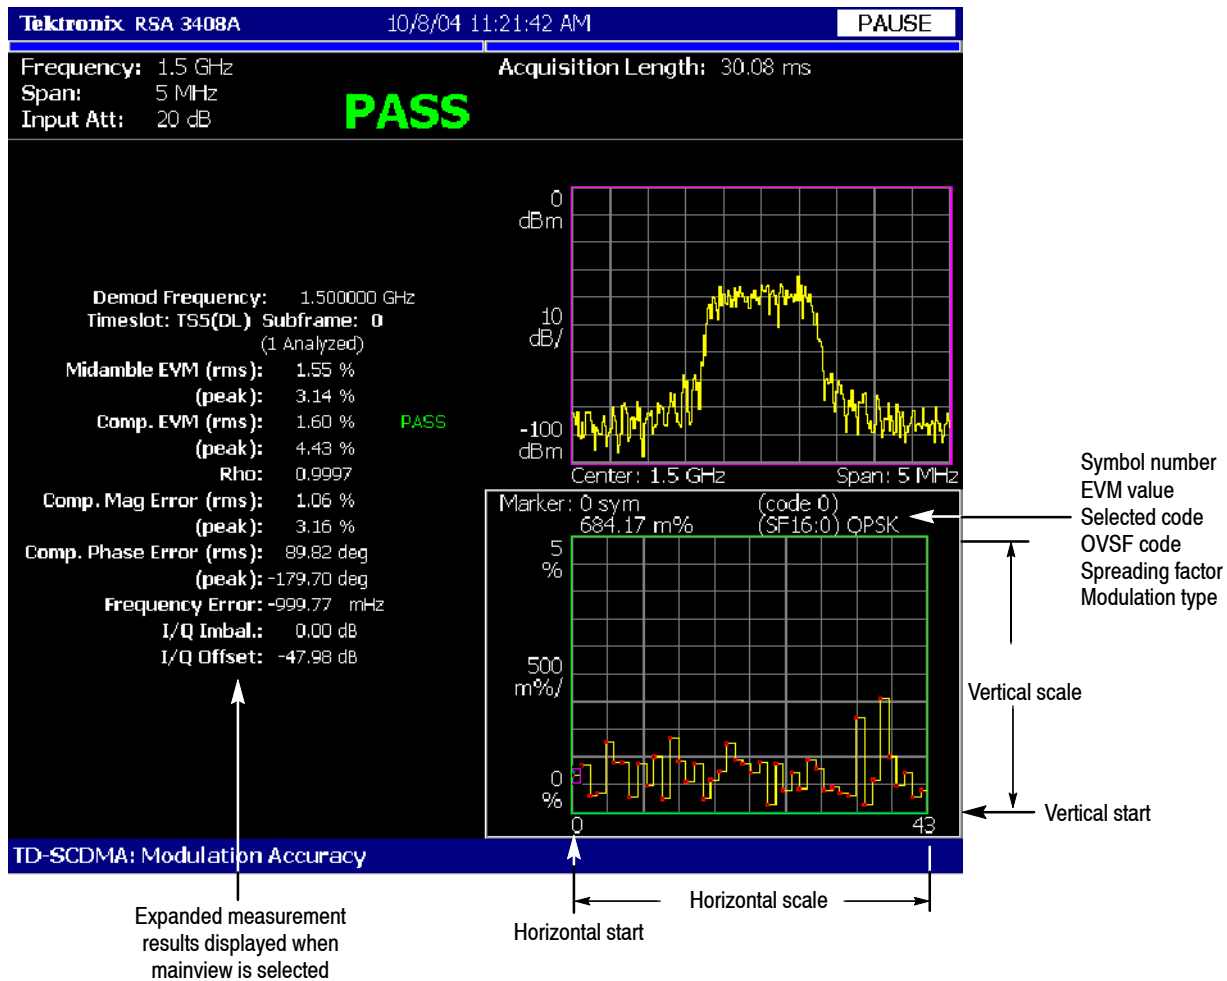 Tektronix RSA 3408A 10/8/04 11:21:42 AM PAUSE
Frequency: 1.5 GHz Acquisition Length: 30.08 ms
Span: 5 MHz
Input Att: 20 dB
PASS
0
dBm
10
dB/
-100
dBm
Center: 1.5 GHz Span: 5 MHz
Demod Frequency: 1.500000 GHz
Timeslot: TS5(DL) Subframe: 0
(1 Analyzed)
Midamble EVM (rms): 1.55 %
(peak): 3.14 %
Comp. EVM (rms): 1.60 % PASS
(peak): 4.43 %
Rho: 0.9997
Comp. Mag Error (rms): 1.06 %
(peak): 3.16 %
Comp. Phase Error (rms): 89.82 deg
(peak): -179.70 deg
Frequency Error: -999.77 mHz
I/Q Imbal.: 0.00 dB
I/Q Offset: -47.98 dB
Marker: 0 sym (code 0)
684.17 m% (SF16:0) QPSK
5
%
500
m%/
0
%
0 43
Symbol number
EVM value
Selected code
OVSF code
Spreading factor
Modulation type
Vertical scale
Vertical start
TD-SCDMA: Modulation Accuracy
Horizontal scale
Horizontal start
Expanded measurement
results displayed when
mainview is selected